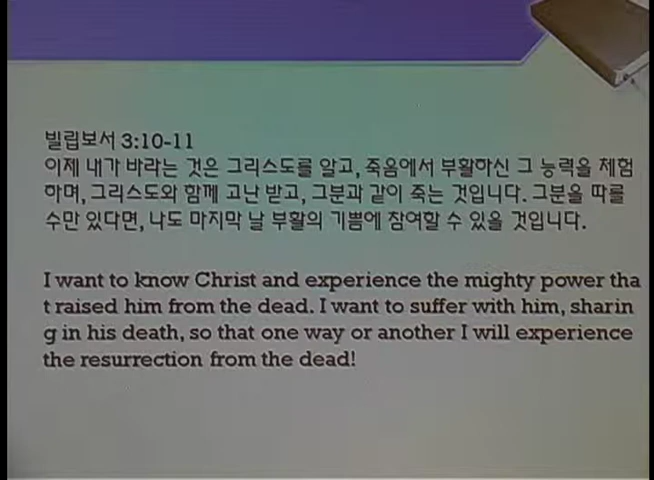 빌립보서 3:10-11
이제 내가 바라는 것은 그리스도를 알고, 죽음에서 부활하신 그 능력을 체험
하며, 그리스도와 함께 고난 받고, 그분과 같이 죽는 것입니다. 그분을 따를
수만 있다면, 나도 마지막 날 부활의 기쁨에 참여할 수 있을 것입니다.
I want to know Christ and experience the mighty power tha
t raised him from the dead. I want to suffer with him, sharin
g in his death, so that one way or another I will experience
the resurrection from the dead!